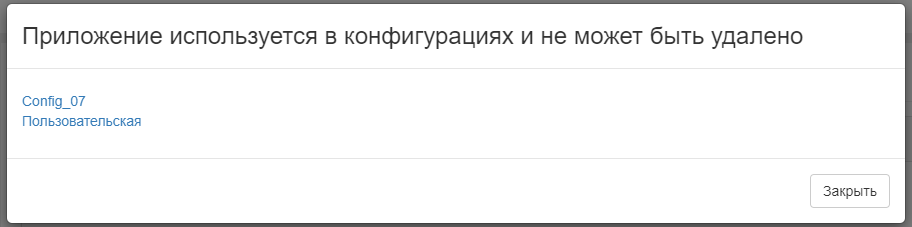 Приложение используется в конфигурациях и не может быть удалено
Config_07
Пользовательская
Закрыть